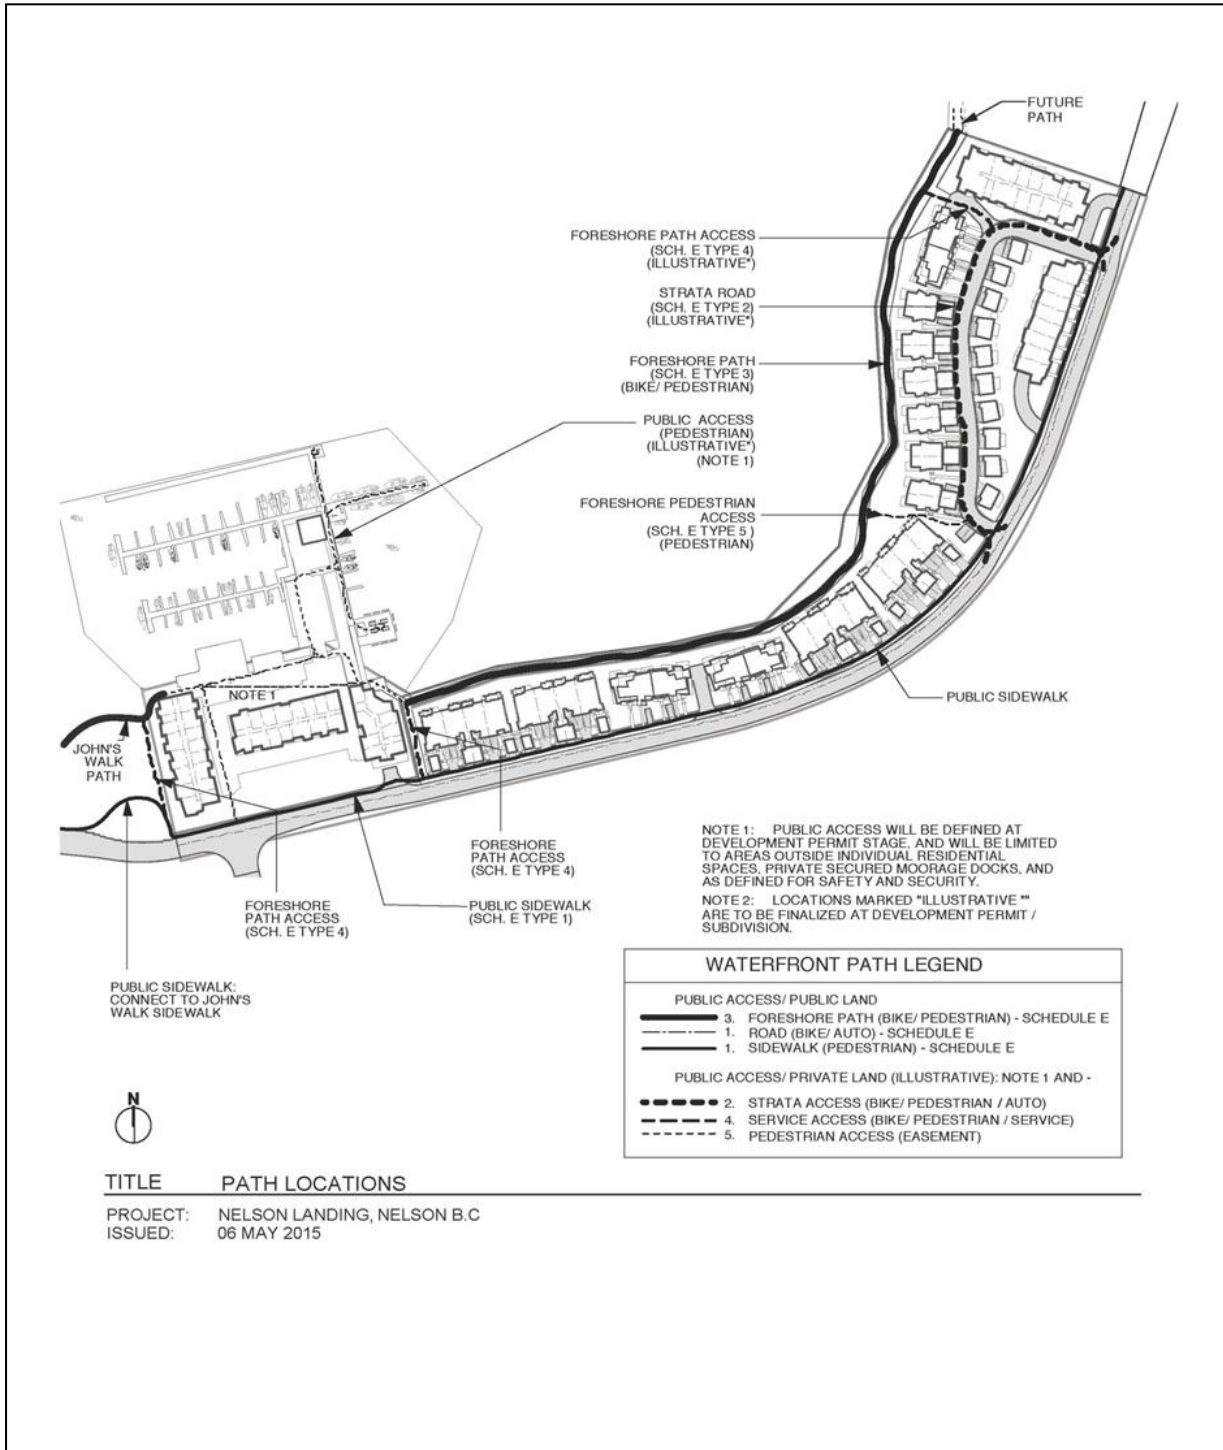 FUTURE
PATH
FORESHORE PATH ACCESS
(SCH. E TYPE 4)
(ILLUSTRATIVE*)
STRATA ROAD
(SCH. E TYPE 2)
(ILLUSTRATIVE*)
FORESHORE PATH
(SCH. E TYPE 3)
(BIKE/ PEDESTRIAN)
PUBLIC ACCESS
(PEDESTRIAN)
(ILLUSTRATIVE*)
(NOTE 1)
FORESHORE PEDESTRIAN
ACCESS
(SCH. E TYPE 5 )
(PEDESTRIAN)
PUBLIC SIDEWALK
NOTE 1
JOHN'S
WALK
PATH
FORESHORE
PATH ACCESS
(SCH. E TYPE 4)
FORESHORE
PATH ACCESS
(SCH. E TYPE 4)
PUBLIC SIDEWALK
(SCH. E TYPE 1)
PUBLIC SIDEWALK:
CONNECT TO JOHN'S
WALK SIDEWALK
NOTE 1: PUBLIC ACCESS WILL BE DEFINED AT
DEVELOPMENT PERMIT STAGE, AND WILL BE LIMITED
TO AREAS OUTSIDE INDIVIDUAL RESIDENTIAL
SPACES, PRIVATE SECURED MOORAGE DOCKS, AND
AS DEFINED FOR SAFETY AND SECURITY.
NOTE 2: LOCATIONS MARKED "ILLUSTRATIVE *"
ARE TO BE FINALIZED AT DEVELOPMENT PERMIT /
SUBDIVISION.
WATERFRONT PATH LEGEND
PUBLIC ACCESS/ PUBLIC LAND
3. FORESHORE PATH (BIKE/ PEDESTRIAN) - SCHEDULE E
1. ROAD (BIKE/ AUTO) - SCHEDULE E
1. SIDEWALK (PEDESTRIAN) - SCHEDULE E
PUBLIC ACCESS/ PRIVATE LAND (ILLUSTRATIVE): NOTE 1 AND -
2. STRATA ACCESS (BIKE/ PEDESTRIAN / AUTO)
4. SERVICE ACCESS (BIKE/ PEDESTRIAN / SERVICE)
5. PEDESTRIAN ACCESS (EASEMENT)
N
TITLE PATH LOCATIONS
PROJECT: NELSON LANDING, NELSON B.C
ISSUED: 06 MAY 2015